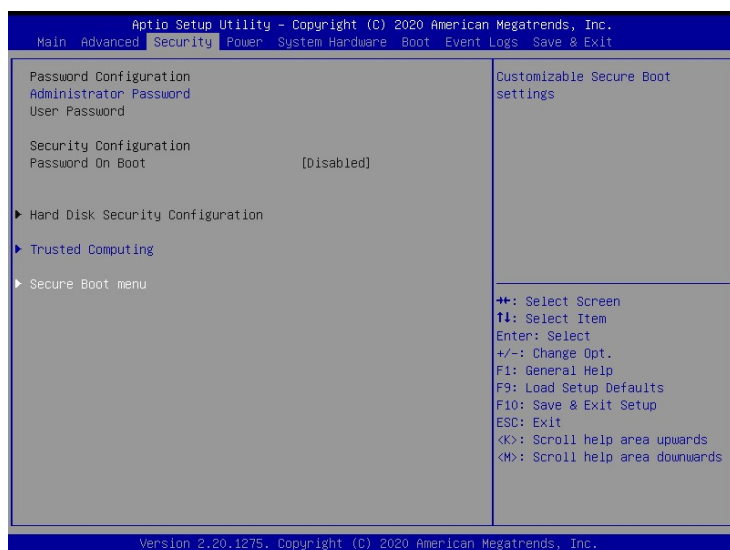 Aptio Setup Utility – Copyright (C) 2020 American Megatrends, Inc.
Main Advanced Security Power System Hardware Boot Event Logs Save & Exit
Password Configuration
Administrator Password
User Password
Security Configuration
Password On Boot [Disabled]
Hard Disk Security Configuration
Trusted Computing
Secure Boot menu
Customizable Secure Boot
settings
→←: Select Screen
↑↓: Select Item
Enter: Select
+/-: Change Opt.
F1: General Help
F9: Load Setup Defaults
F10: Save & Exit Setup
ESC: Exit
<K>: Scroll help area upwards
<M>: Scroll help area downwards
Version 2.20.1275. Copyright (C) 2020 American Megatrends, Inc.